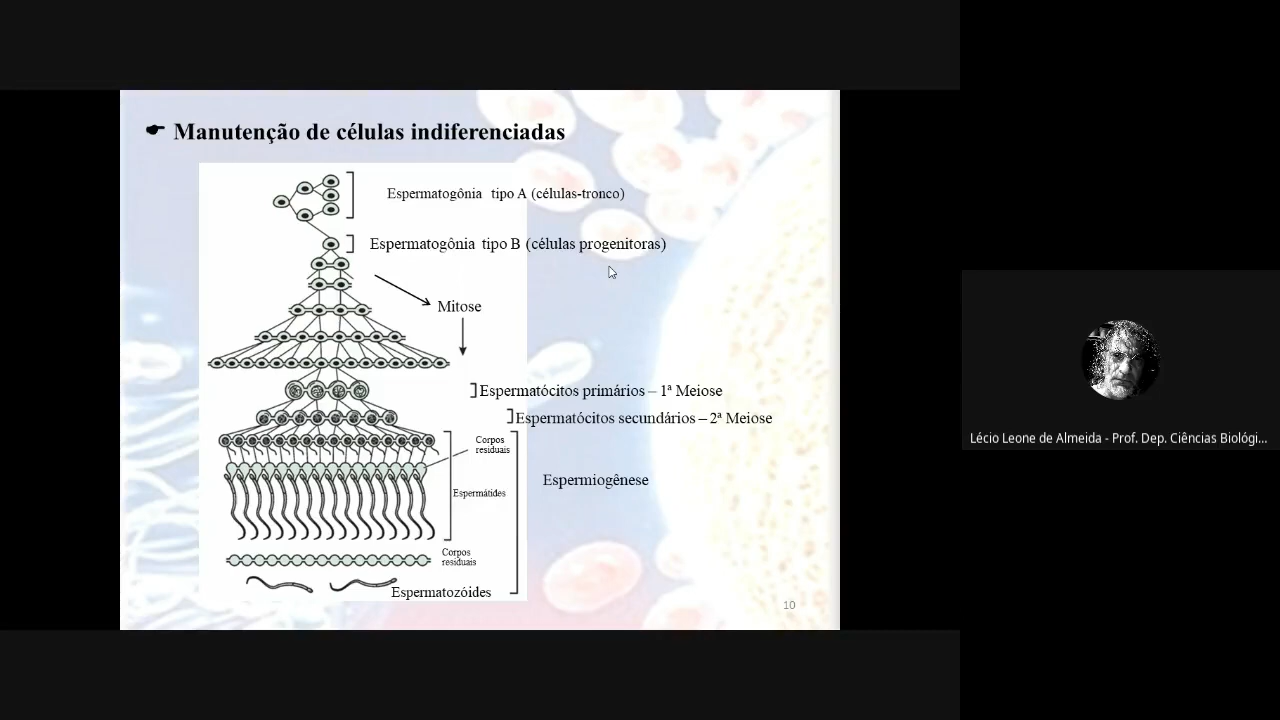 Manutenção de células indiferenciadas
Espermatogônia tipo A (células-tronco)
Espermatogônia tipo B (células progenitoras)
Mitose
Espermatócitos primários – 1ª Meiose
Espermatócitos secundários – 2ª Meiose
Corpos
residuais
Espermiogênese
Espermátides
Corpos
residuais
Espermatozóides
10
Lécio Leone de Almeida - Prof. Dep. Ciências Biológi...